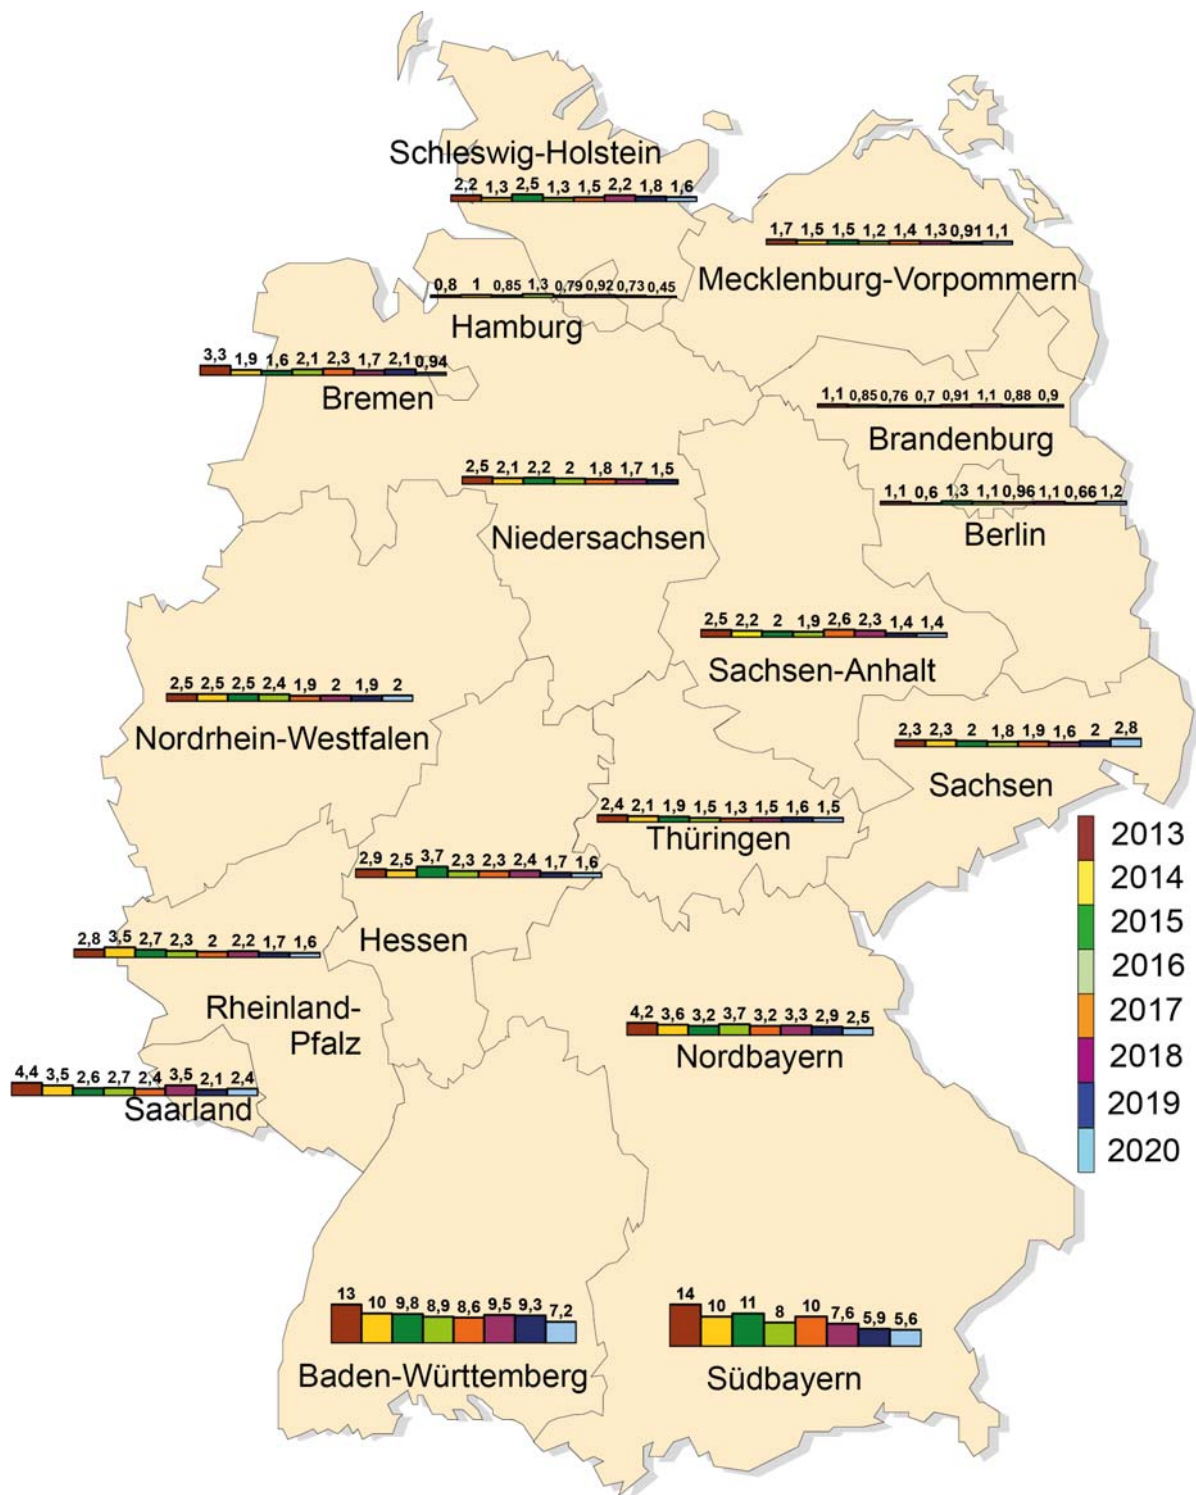 Schleswig-Holstein
2,2 1,3 2,5 1,3 1,5 2,2 1,8 1,6
1,7 1,5 1,5 1,2 1,4 1,3 0,91 1,1
Mecklenburg-Vorpommern
0,8 1 0,85 1,3 0,79 0,92 0,73 0,45
Hamburg
3,3 1,9 1,6 2,1 2,3 1,7 2,1 0,94
Bremen
1,1 0,85 0,76 0,7 0,91 1,1 0,88 0,9
Brandenburg
2,5 2,1 2,2 2 1,8 1,7 1,5
Niedersachsen
1,1 0,6 1,3 1,1 0,96 1,1 0,66 1,2
Berlin
2,5 2,2 2 1,9 2,6 2,3 1,4 1,4
Sachsen-Anhalt
2,5 2,5 2,5 2,4 1,9 2 1,9 2
Nordrhein-Westfalen
2,3 2,3 2 1,8 1,9 1,6 2 2,8
Sachsen
2,4 2,1 1,9 1,5 1,3 1,5 1,6 1,5
Thüringen
2,9 2,5 3,7 2,3 2,3 2,4 1,7 1,6
Hessen
2,8 3,5 2,7 2,3 2 2,2 1,7 1,6
Rheinland-
Pfalz
4,2 3,6 3,2 3,7 3,2 3,3 2,9 2,5
Nordbayern
4,4 3,5 2,6 2,7 2,4 3,5 2,1 2,4
Saarland
13 10 9,8 8,9 8,6 9,5 9,3 7,2
Baden-Württemberg
14 10 11 8 10 7,6 5,9 5,6
Südbayern
2013
2014
2015
2016
2017
2018
2019
2020